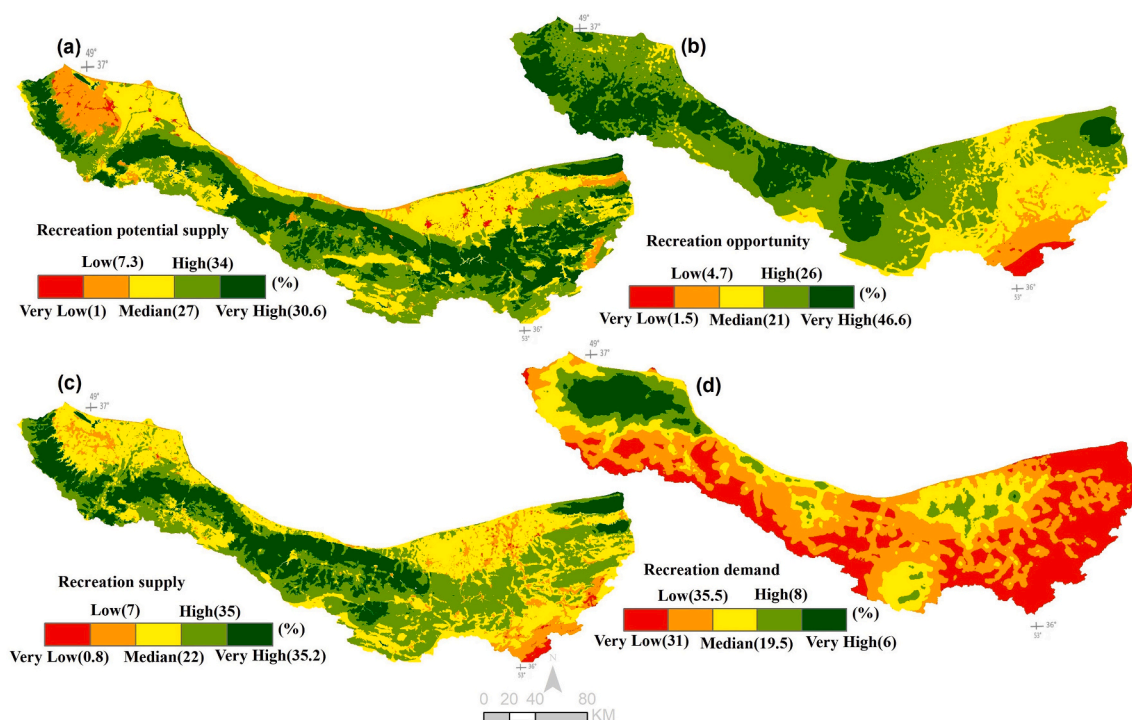 (a)
49°
37°
Recreation potential supply
Low(7.3) High(34)
(%)
Very Low(1) Median(27) Very High(30.6)
36°
53°
(b)
49°
37°
Recreation opportunity
Low(4.7) High(26)
(%)
Very Low(1.5) Median(21) Very High(46.6)
36°
53°
(c)
49°
37°
Recreation supply
Low(7) High(35)
(%)
Very Low(0.8) Median(22) Very High(35.2)
36°
53°
(d)
49°
37°
Recreation demand
Low(35.5) High(8)
(%)
Very Low(31) Median(19.5) Very High(6)
36°
53°
N
0 20 40 80
KM